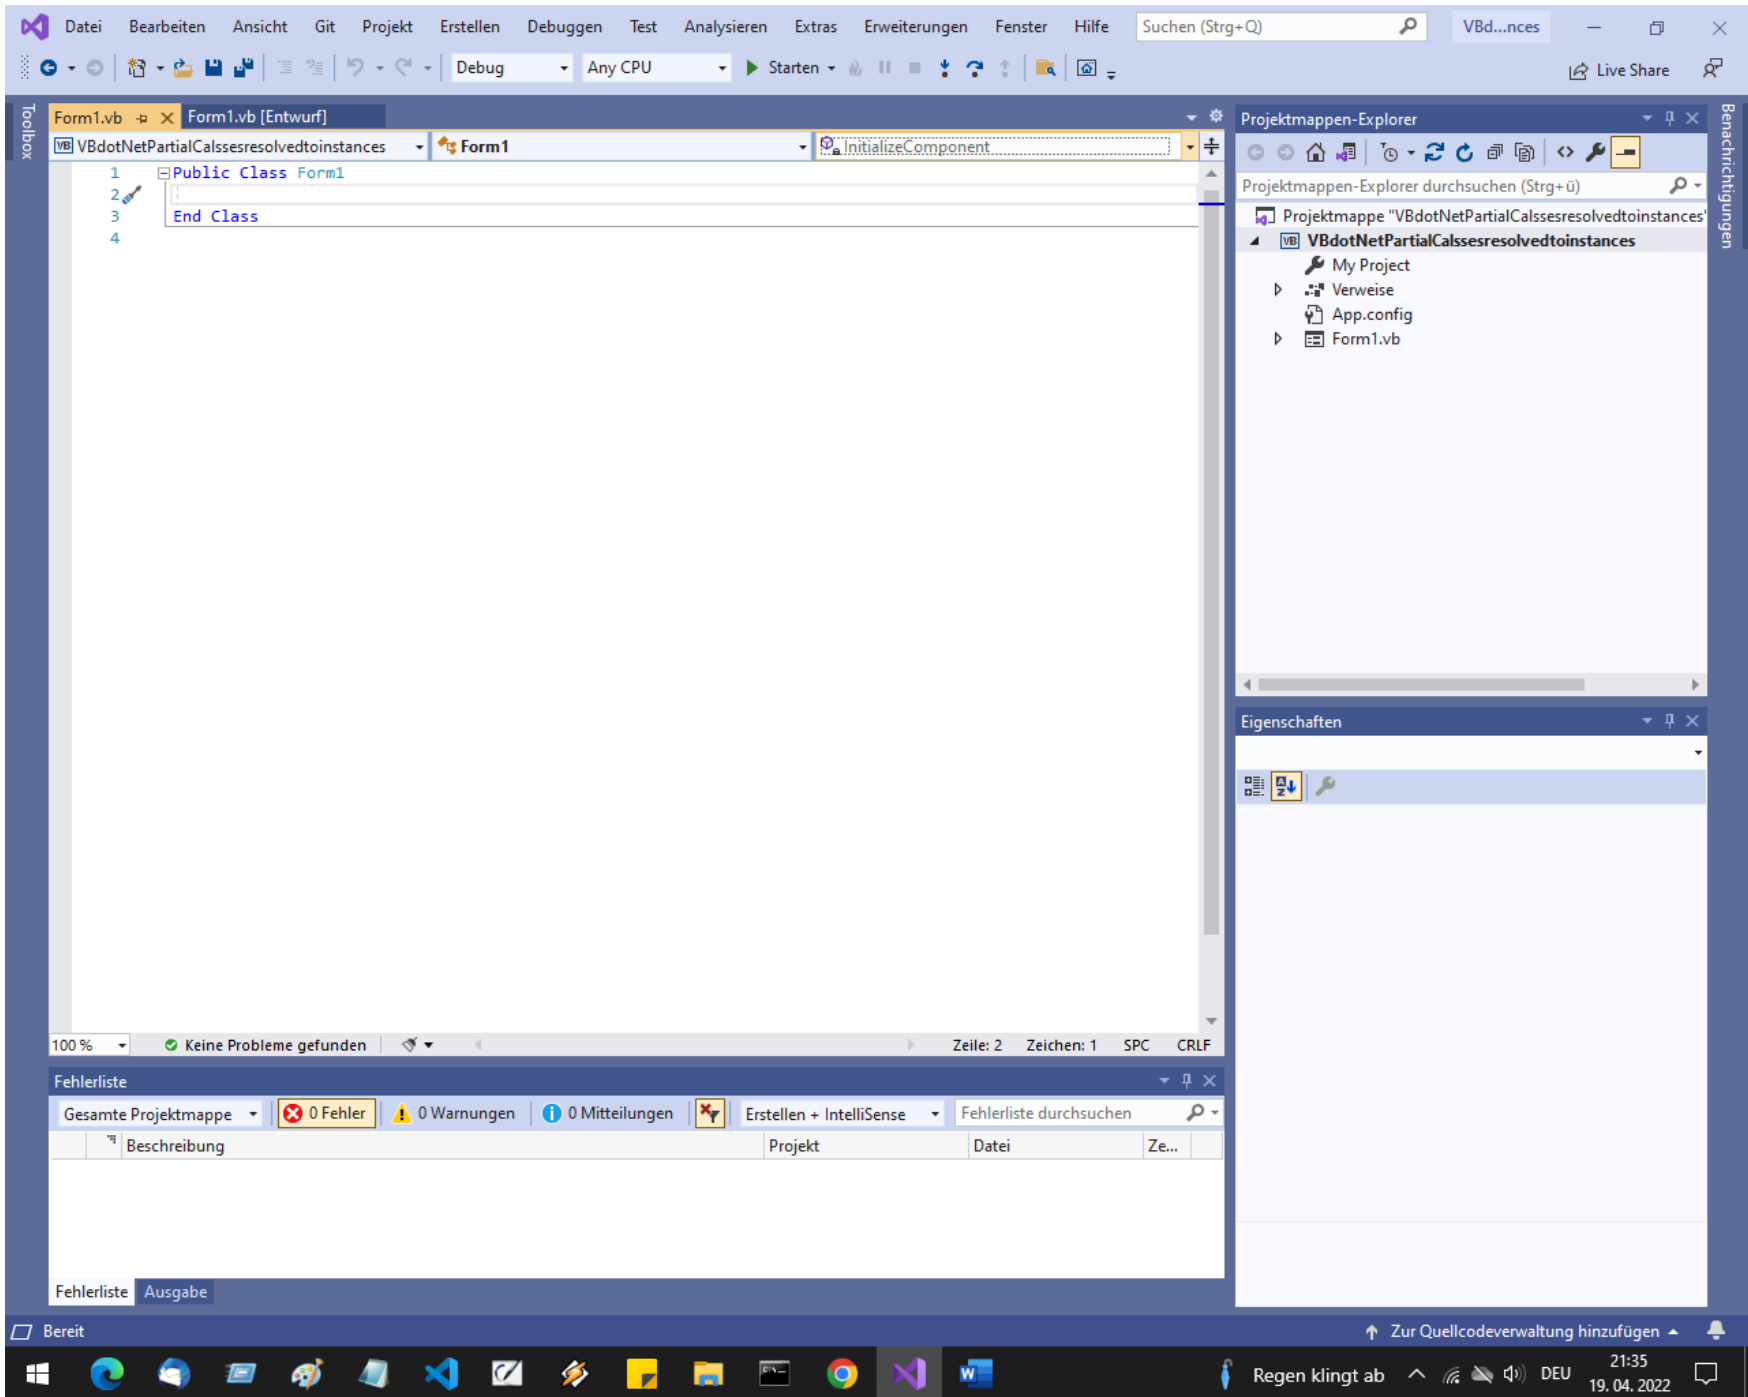 Datei Bearbeiten Ansicht Git Projekt Erstellen Debuggen Test Analysieren Extras Erweiterungen Fenster Hilfe Suchen (Strg+Q) VBd...nces
Debug Any CPU Starten Live Share
Toolbox
Form1.vb Form1.vb [Entwurf]
VB VBdotNetPartialCalssesresolvedtoinstances Form1 InitializeComponent
1 Public Class Form1
2
3 End Class
4
100 % Keine Probleme gefunden Zeile: 2 Zeichen: 1 SPC CRLF
Fehlerliste
Gesamte Projektmappe 0 Fehler 0 Warnungen 0 Mitteilungen Erstellen + IntelliSense Fehlerliste durchsuchen
Beschreibung Projekt Datei Ze...
Fehlerliste Ausgabe
Projektmappen-Explorer
Projektmappen-Explorer durchsuchen (Strg+ü)
Projektmappe "VBdotNetPartialCalssesresolvedtoinstances"
VB VBdotNetPartialCalssesresolvedtoinstances
My Project
Verweise
App.config
Form1.vb
Eigenschaften
Benachrichtigungen
Bereit Zur Quellcodeverwaltung hinzufügen
Regen klingt ab DEU 21:35
19.04.2022